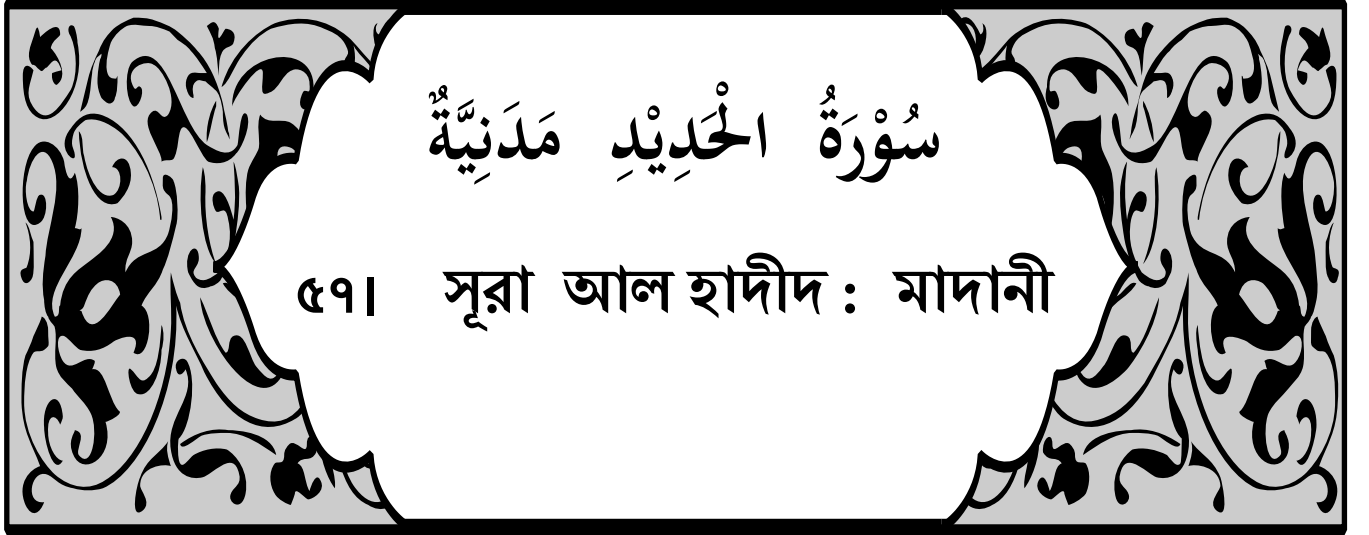 سُوْرَةُ الْحَدِيْدِ مَدَنِيَّةٌ
৫৭। সূরা আল হাদীদ : মাদানী